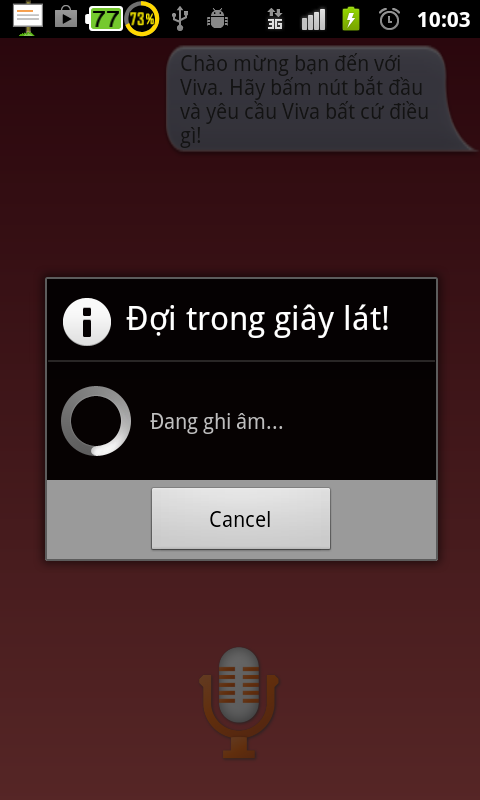 77 73% 3G 10:03
Chào mừng bạn đến với
Viva. Hãy bấm nút bắt đầu
và yêu cầu Viva bất cứ điều
gì!
Đợi trong giây lát!
Đang ghi âm...
Cancel